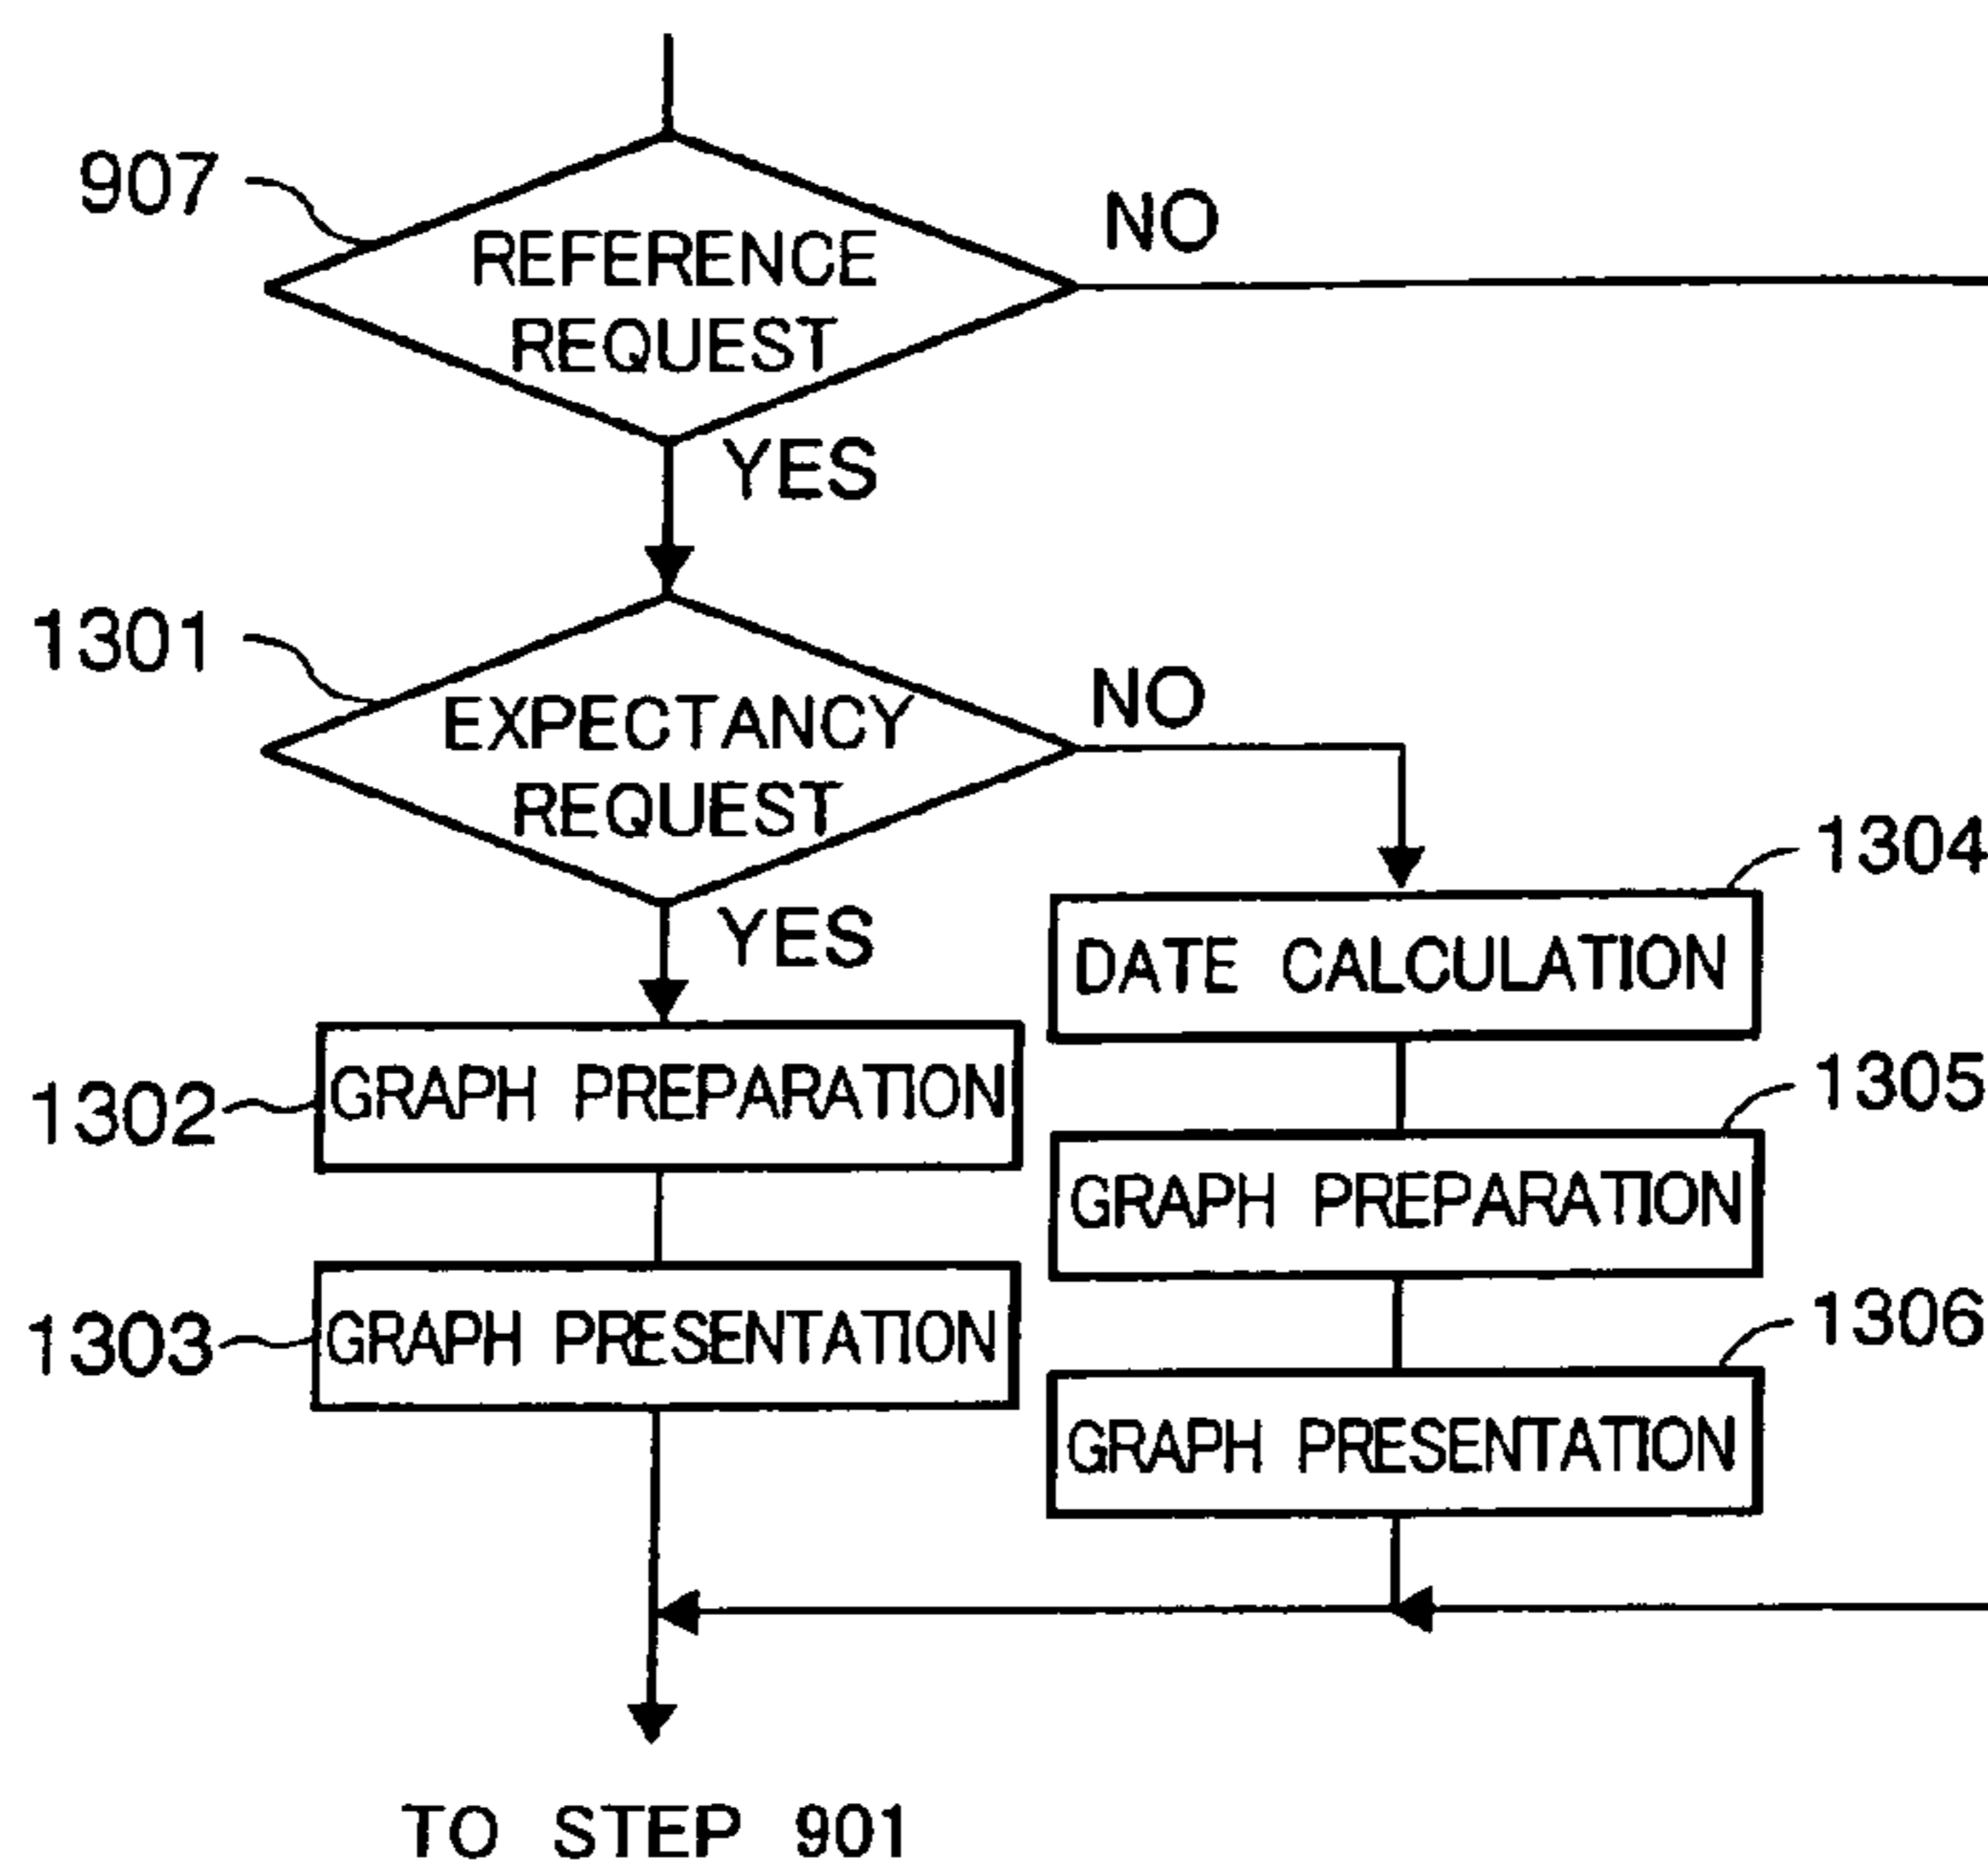 907
NO
REFERENCE
REQUEST
YES
1301
NO
EXPECTANCY
REQUEST
YES
1304
DATE CALCULATION
1302
GRAPH PREPARATION
1305
GRAPH PREPARATION
1303
GRAPH PRESENTATION
1306
GRAPH PRESENTATION
TO STEP 901